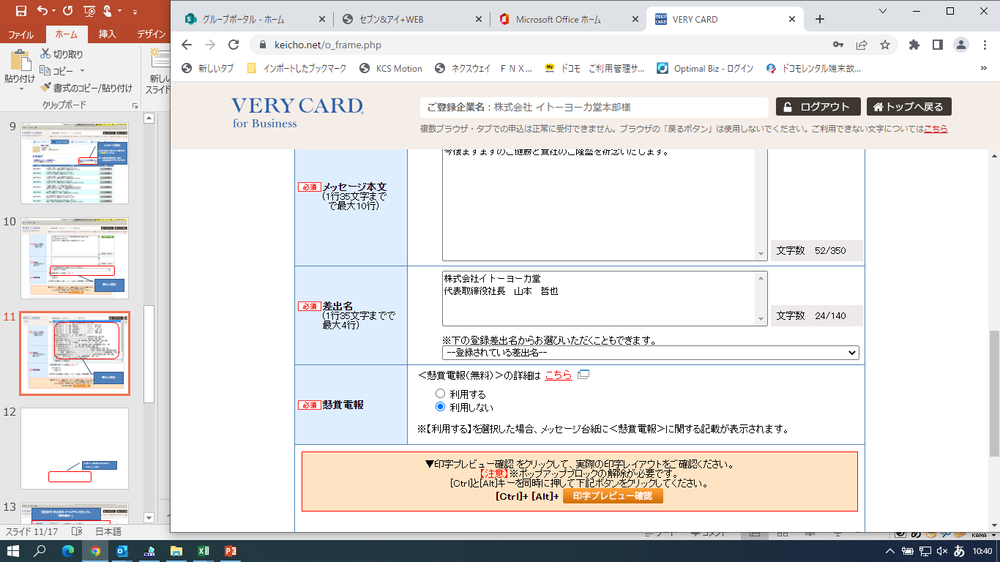 グループポータル - ホーム
セブン&アイ+WEB
Microsoft Office ホーム
VERY CARD
ファイル
ホーム
挿入
デザイン
keicho.net/o_frame.php
貼り付け
切り取り
コピー
書式のコピー/貼り付け
クリップボード
新しい
スライド
新しいタブ
インポートしたブックマーク
KCS Motion
ネクスウェイ ＦＮＸ...
ドコモ ご利用管理サ...
Optimal Biz - ログイン
ドコモレンタル端末故...
»
VERY CARD
for Business
ご登録企業名：株式会社 イトーヨーカ堂本部様
ログアウト
トップへ戻る
複数ブラウザ・タブでの申込は正常に受付できません。ブラウザの「戻るボタン」は使用しないでください。ご利用できない文字についてはこちら
9
10
11
12
13
今後ますますのご健勝と貴社のご隆盛を祈念いたします。
必須 メッセージ本文
(1行35文字まで
で最大10行)
文字数 52/350
必須 差出名
(1行35文字までで
最大4行)
株式会社イトーヨーカ堂
代表取締役社長　山本　哲也
文字数 24/140
※下の登録差出名からお選びいただくこともできます。
--登録されている差出名--
必須 懸賞電報
＜懸賞電報(無料)＞の詳細は こちら
利用する
利用しない
※【利用する】を選択した場合、メッセージ台紙に＜懸賞電報＞に関する記載が表示されます。
▼印字プレビュー確認 をクリックして、実際の印字レイアウトをご確認ください。
【注意】※ポップアップブロックの解除が必要です。
[Ctrl]と[Alt]キーを同時に押して下記ボタンをクリックしてください。
[Ctrl]+ [Alt]+ 印字プレビュー確認
スライド 11/17
日本語
あ
10:40